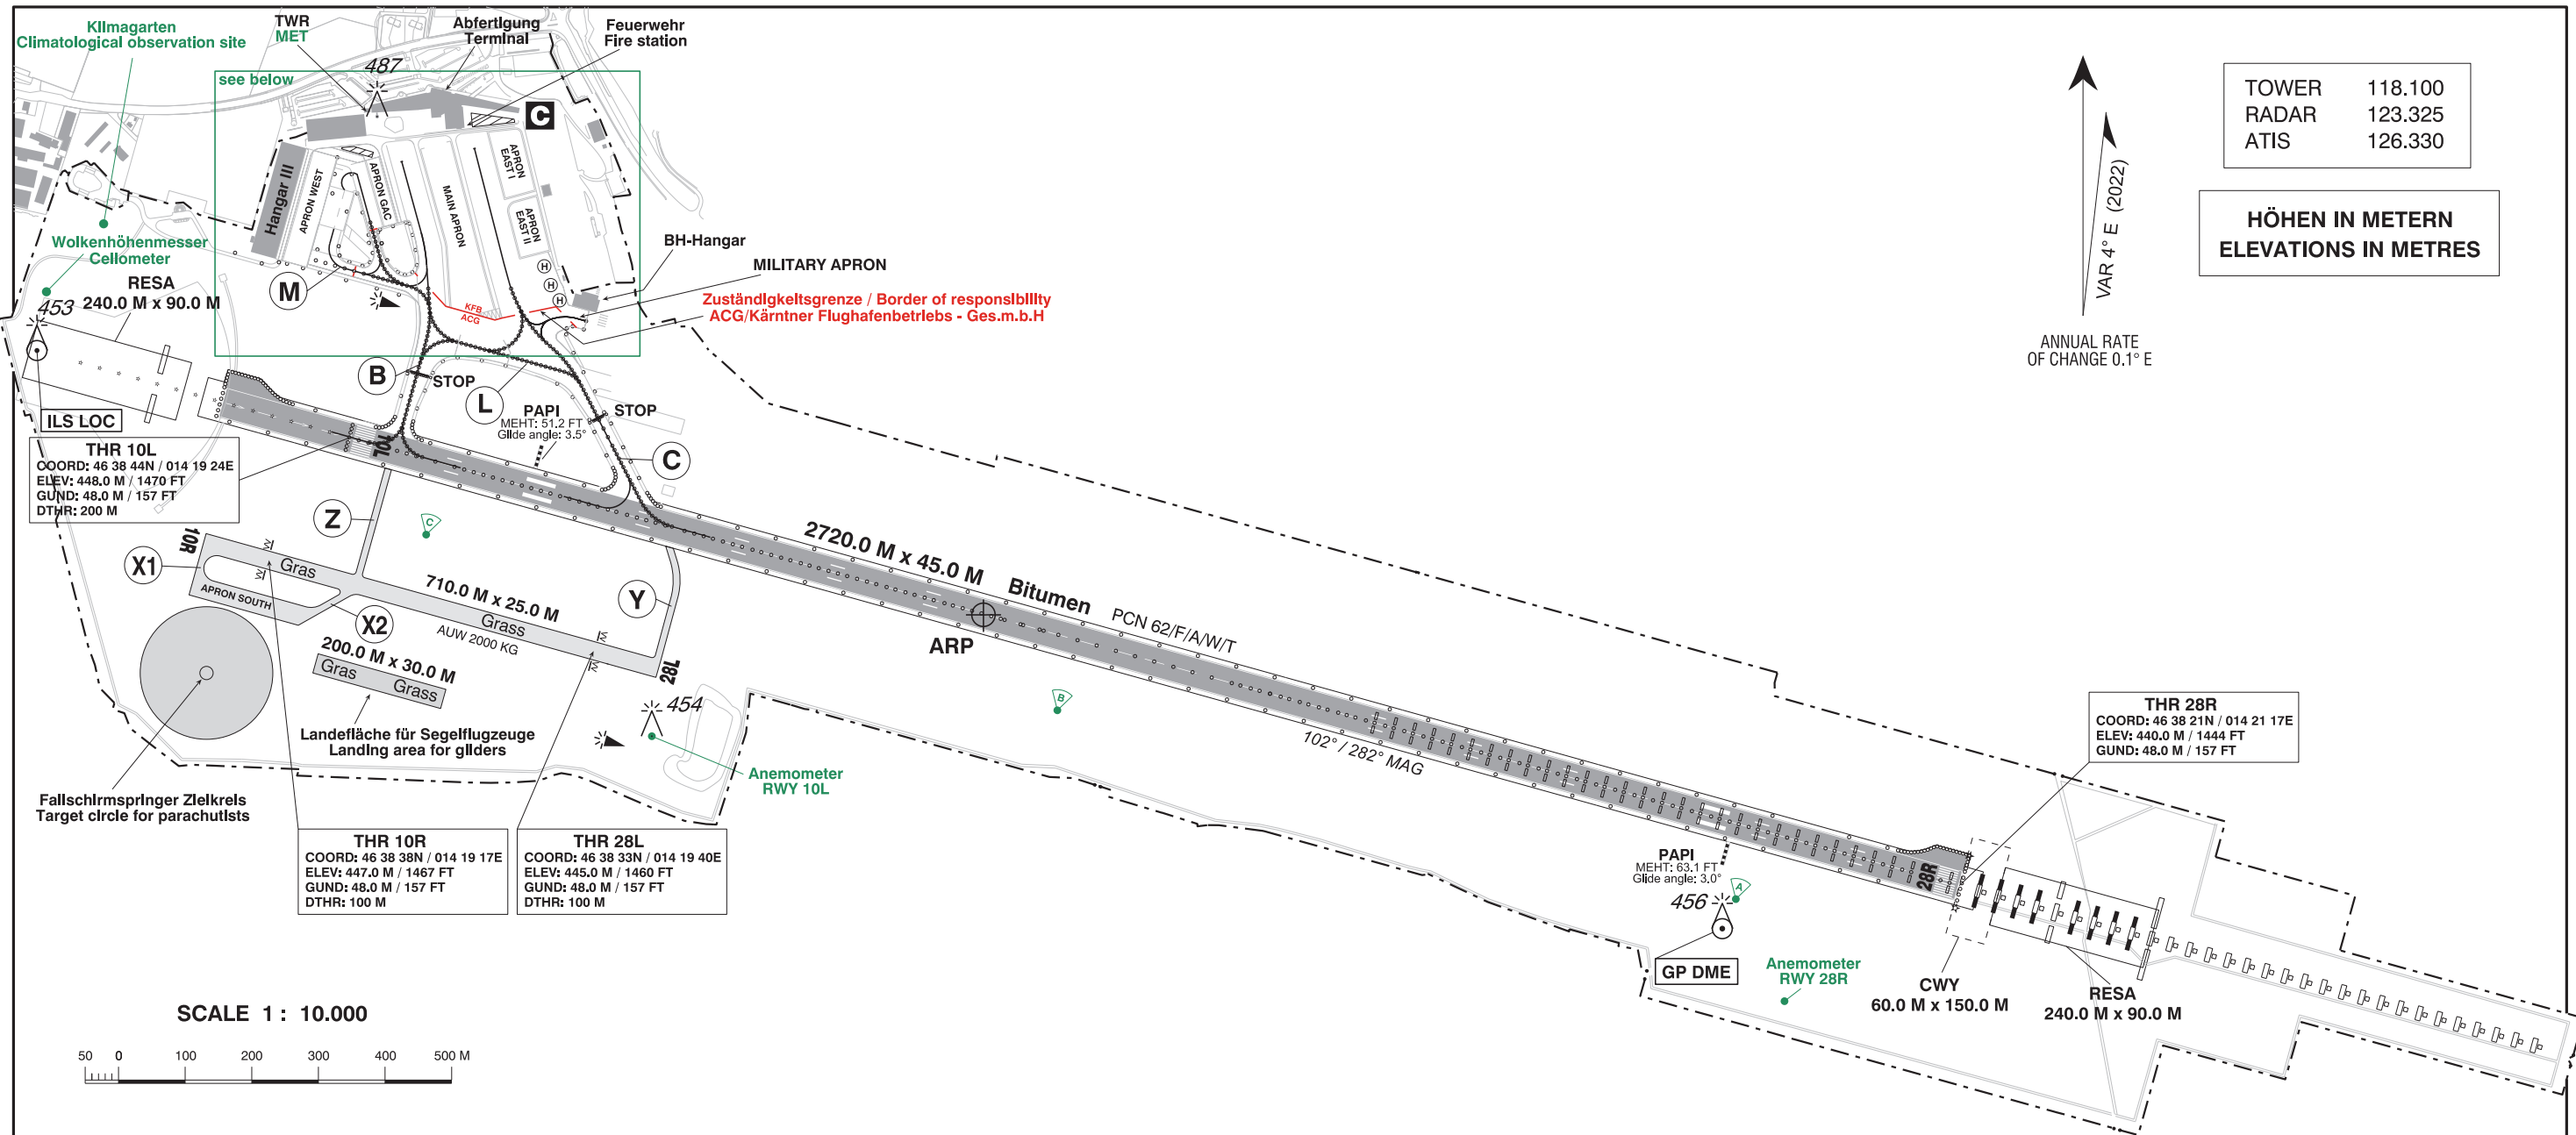 Klimagarten
Climatological observation site
TWR
MET
Abfertigung
Terminal
Feuerwehr
Fire station
487
see below
C
TOWER 118.100
RADAR 123.325
ATIS 126.330
VAR 4° E (2022)
ANNUAL RATE
OF CHANGE 0.1° E
HÖHEN IN METERN
ELEVATIONS IN METRES
Hangar III
APRON WEST
APRON GAC
MAIN APRON
APRON
EAST I
APRON
EAST II
H
H
H
BH-Hangar
MILITARY APRON
Zuständigkeitsgrenze / Border of responsibility
ACG/Kärntner Flughafenbetriebs - Ges.m.b.H
KFB
ACG
Wolkenhöhenmesser
Ceilometer
RESA
240.0 M x 90.0 M
453
M
B
STOP
L
STOP
PAPI
MEHT: 51.2 FT
Glide angle: 3.5°
C
ILS LOC
THR 10L
COORD: 46 38 44N / 014 19 24E
ELEV: 448.0 M / 1470 FT
GUND: 48.0 M / 157 FT
DTHR: 200 M
10L
Z
C
10R
X1
Gras
APRON SOUTH
X2
710.0 M x 25.0 M
Grass
AUW 2000 KG
Y
28L
200.0 M x 30.0 M
Gras Grass
Landefläche für Segelflugzeuge
Landing area for gliders
Fallschirmspringer Zielkreis
Target circle for parachutists
454
Anemometer
RWY 10L
THR 10R
COORD: 46 38 38N / 014 19 17E
ELEV: 447.0 M / 1467 FT
GUND: 48.0 M / 157 FT
DTHR: 100 M
THR 28L
COORD: 46 38 33N / 014 19 40E
ELEV: 445.0 M / 1460 FT
GUND: 48.0 M / 157 FT
DTHR: 100 M
2720.0 M x 45.0 M Bitumen PCN 62/F/A/W/T
ARP
B
102° / 282° MAG
THR 28R
COORD: 46 38 21N / 014 21 17E
ELEV: 440.0 M / 1444 FT
GUND: 48.0 M / 157 FT
PAPI
MEHT: 63.1 FT
Glide angle: 3.0°
A
456
28R
GP DME
Anemometer
RWY 28R
CWY
60.0 M x 150.0 M
RESA
240.0 M x 90.0 M
SCALE 1 : 10.000
50 0 100 200 300 400 500 M